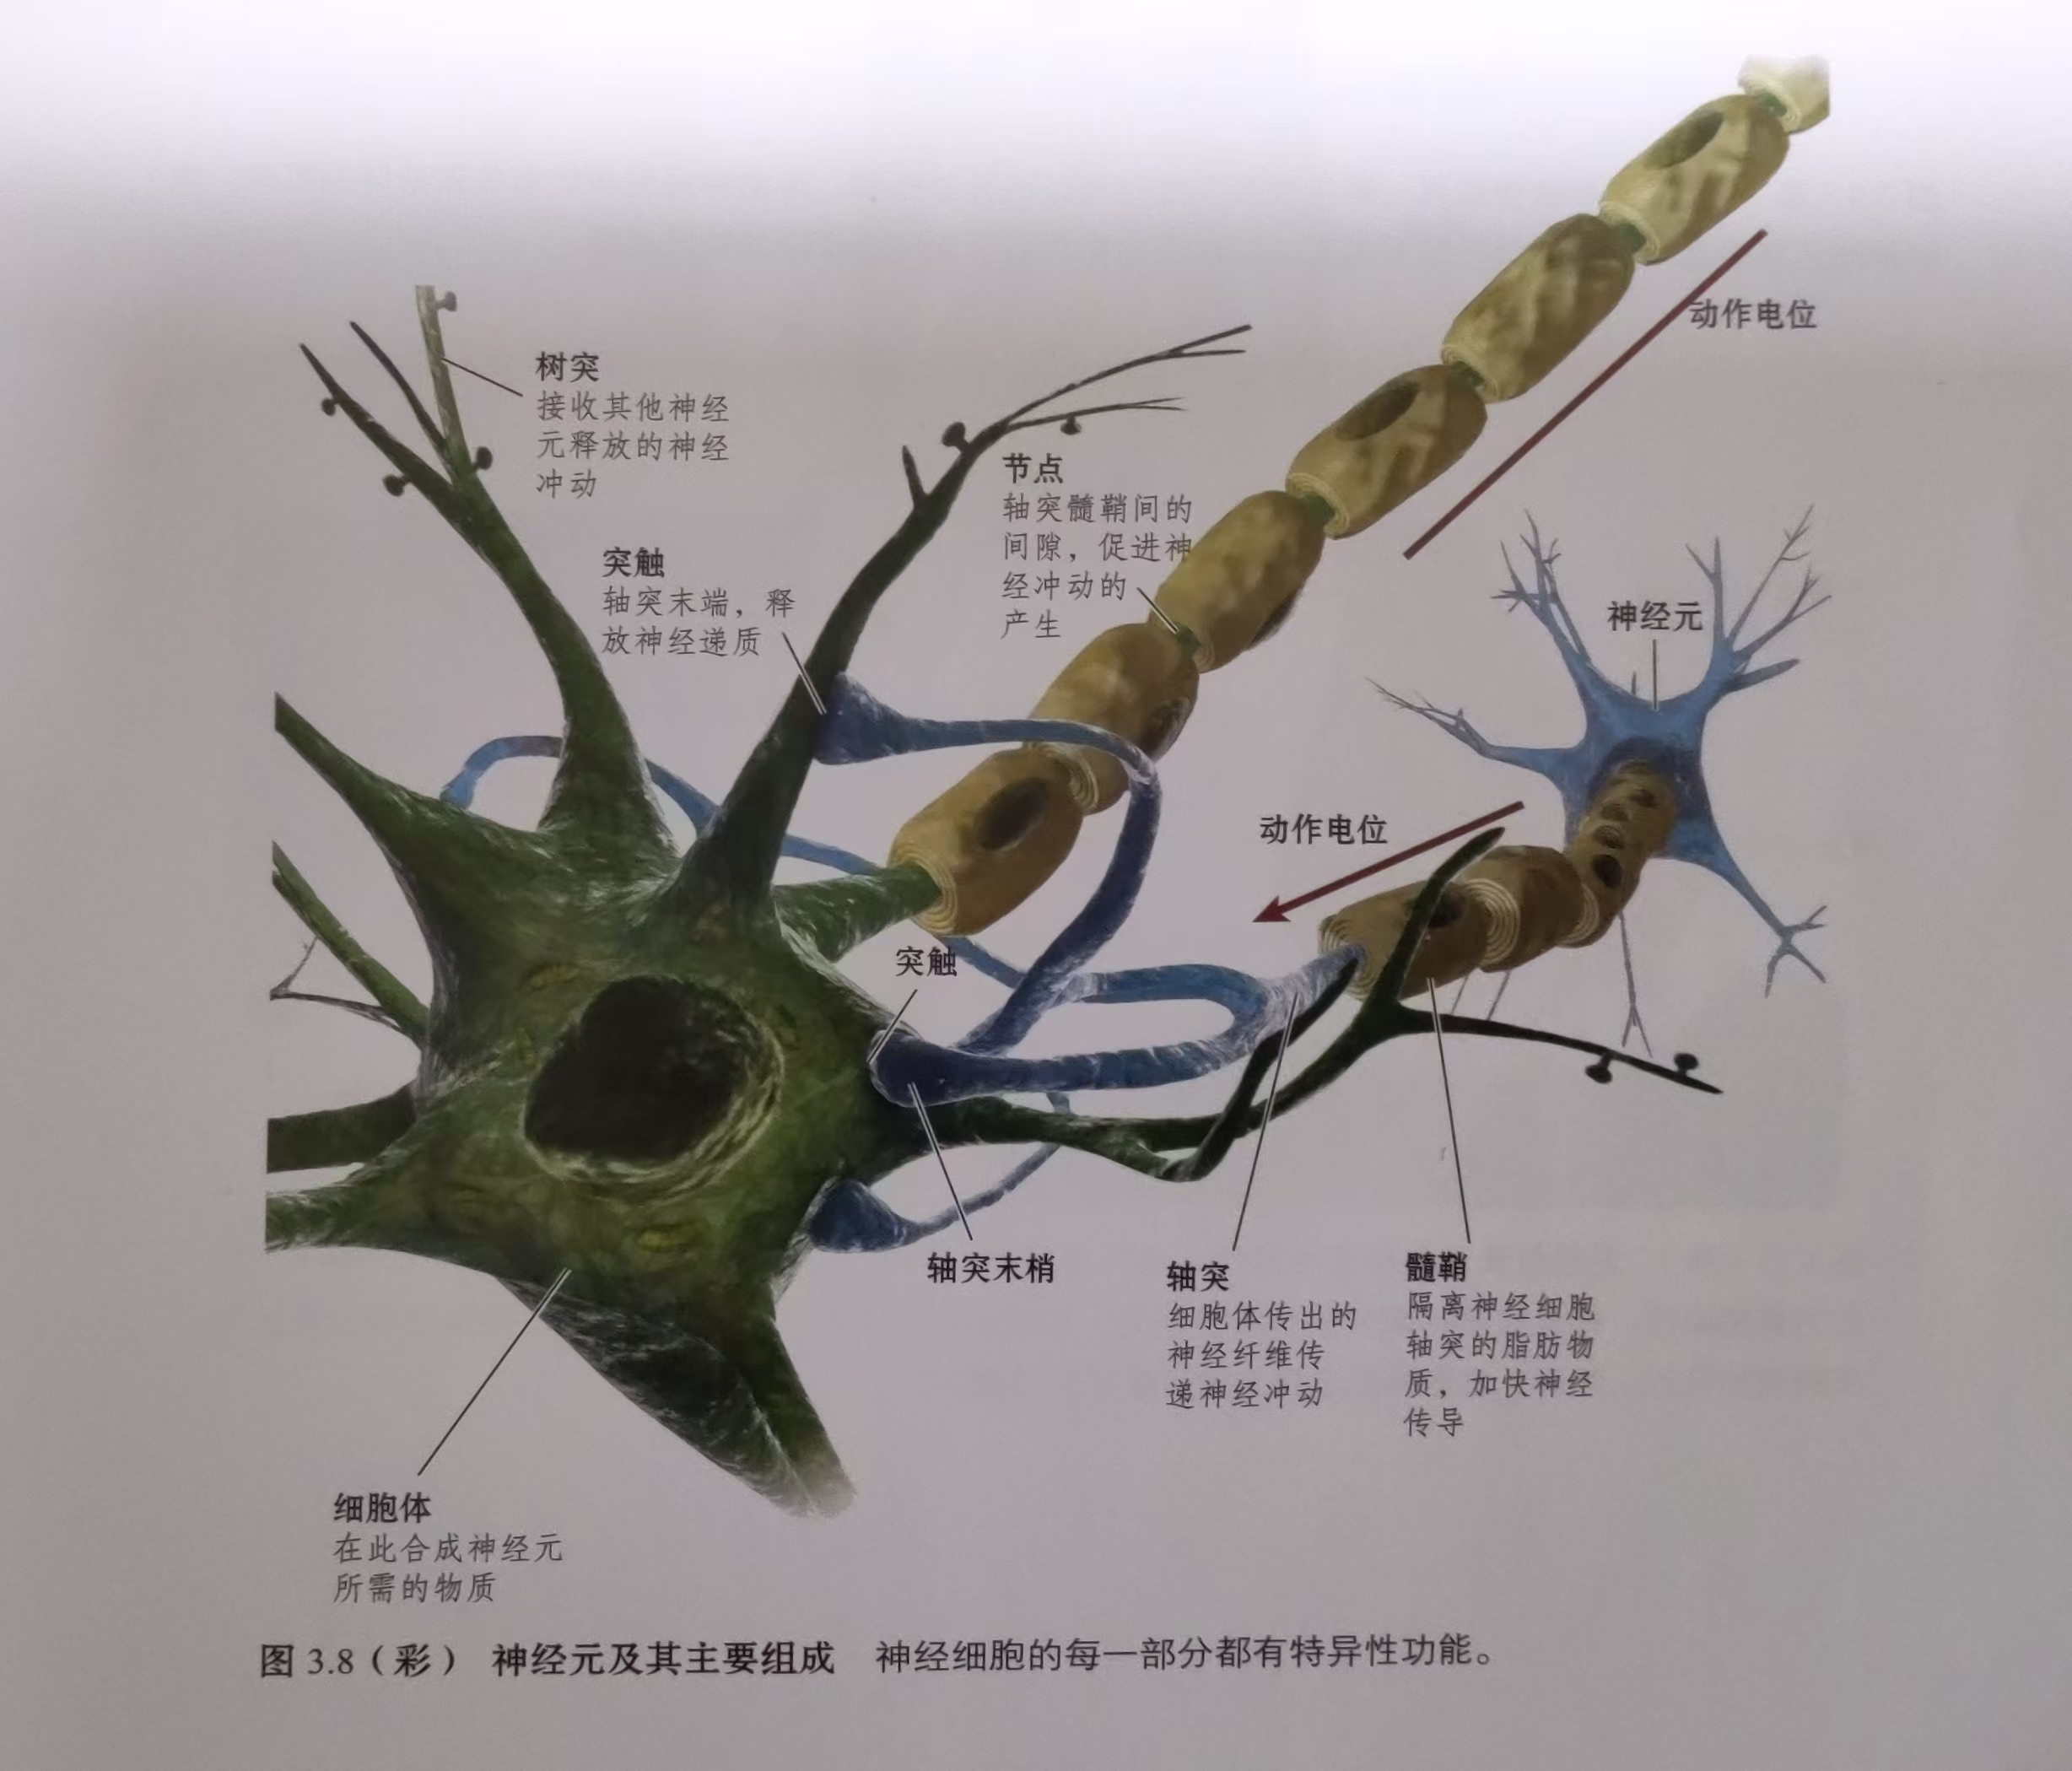 动作电位
树突
接收其他神经
元释放的神经
冲动
节点
轴突髓鞘间的
间隙，促进神
经冲动的
产生
突触
轴突末端，释
放神经递质
神经元
动作电位
突触
轴突末梢
轴突
细胞体传出的
神经纤维传
递神经冲动
髓鞘
隔离神经细胞
轴突的脂肪物
质，加快神经
传导
细胞体
在此合成神经元
所需的物质
图 3.8（彩） 神经元及其主要组成 神经细胞的每一部分都有特异性功能。